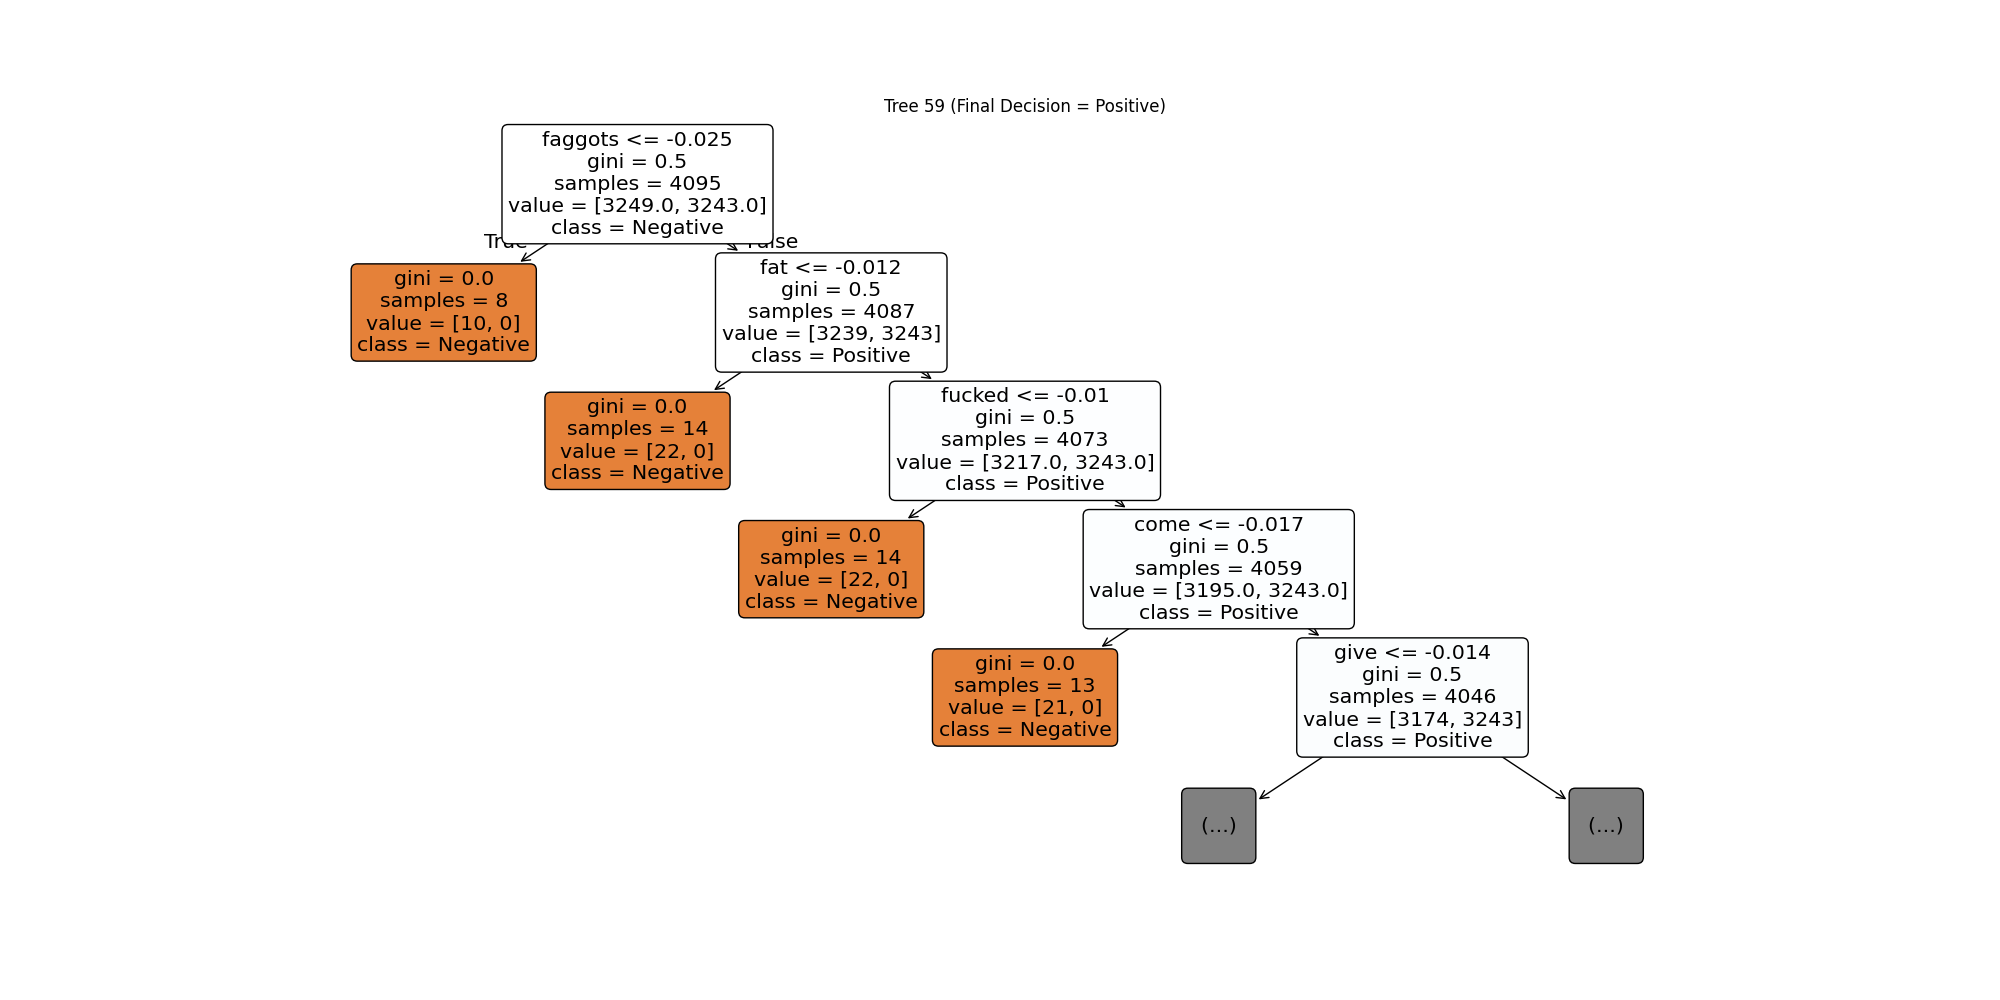 Tree 59 (Final Decision = Positive)
faggots <= -0.025
gini = 0.5
samples = 4095
value = [3249.0, 3243.0]
class = Negative
True
False
gini = 0.0
samples = 8
value = [10, 0]
class = Negative
fat <= -0.012
gini = 0.5
samples = 4087
value = [3239, 3243]
class = Positive
gini = 0.0
samples = 14
value = [22, 0]
class = Negative
fucked <= -0.01
gini = 0.5
samples = 4073
value = [3217.0, 3243.0]
class = Positive
gini = 0.0
samples = 14
value = [22, 0]
class = Negative
come <= -0.017
gini = 0.5
samples = 4059
value = [3195.0, 3243.0]
class = Positive
gini = 0.0
samples = 13
value = [21, 0]
class = Negative
give <= -0.014
gini = 0.5
samples = 4046
value = [3174, 3243]
class = Positive
(...)
(...)